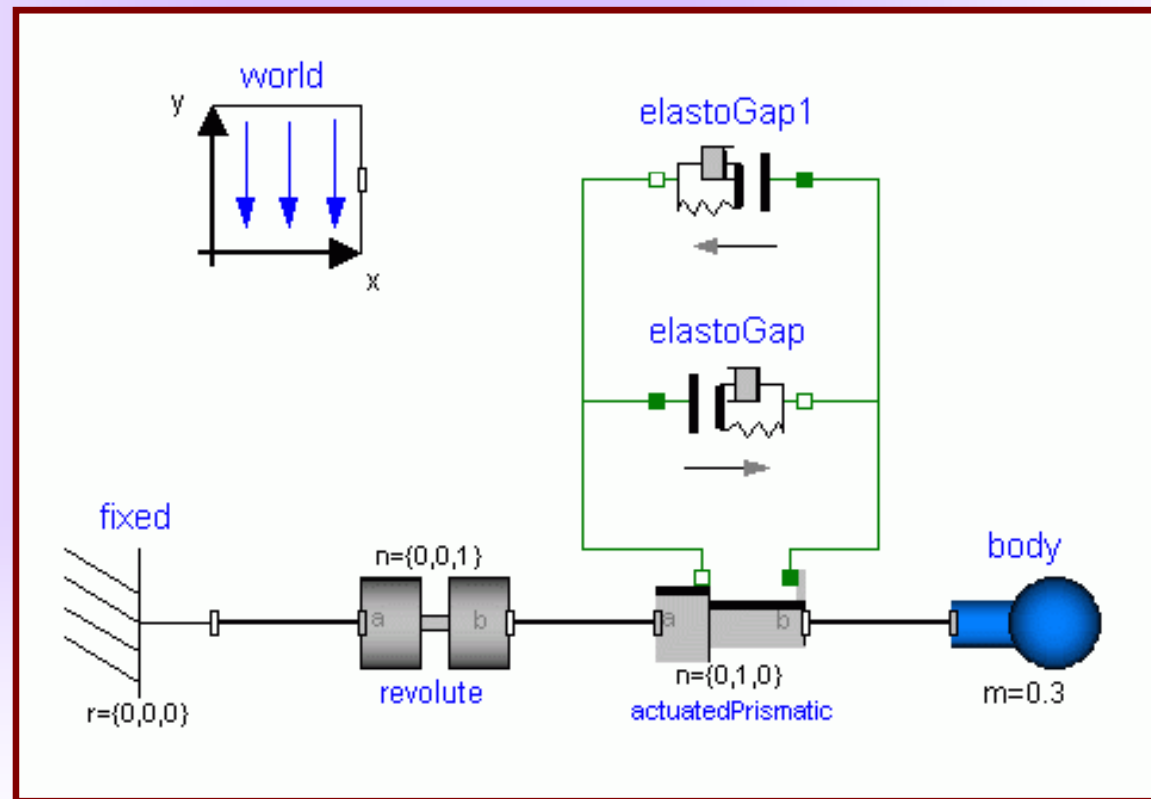 world
y
x
elastoGap1
elastoGap
fixed
r={0,0,0}
n={0,0,1}
a
b
revolute
a
b
n={0,1,0}
actuatedPrismatic
body
m=0.3